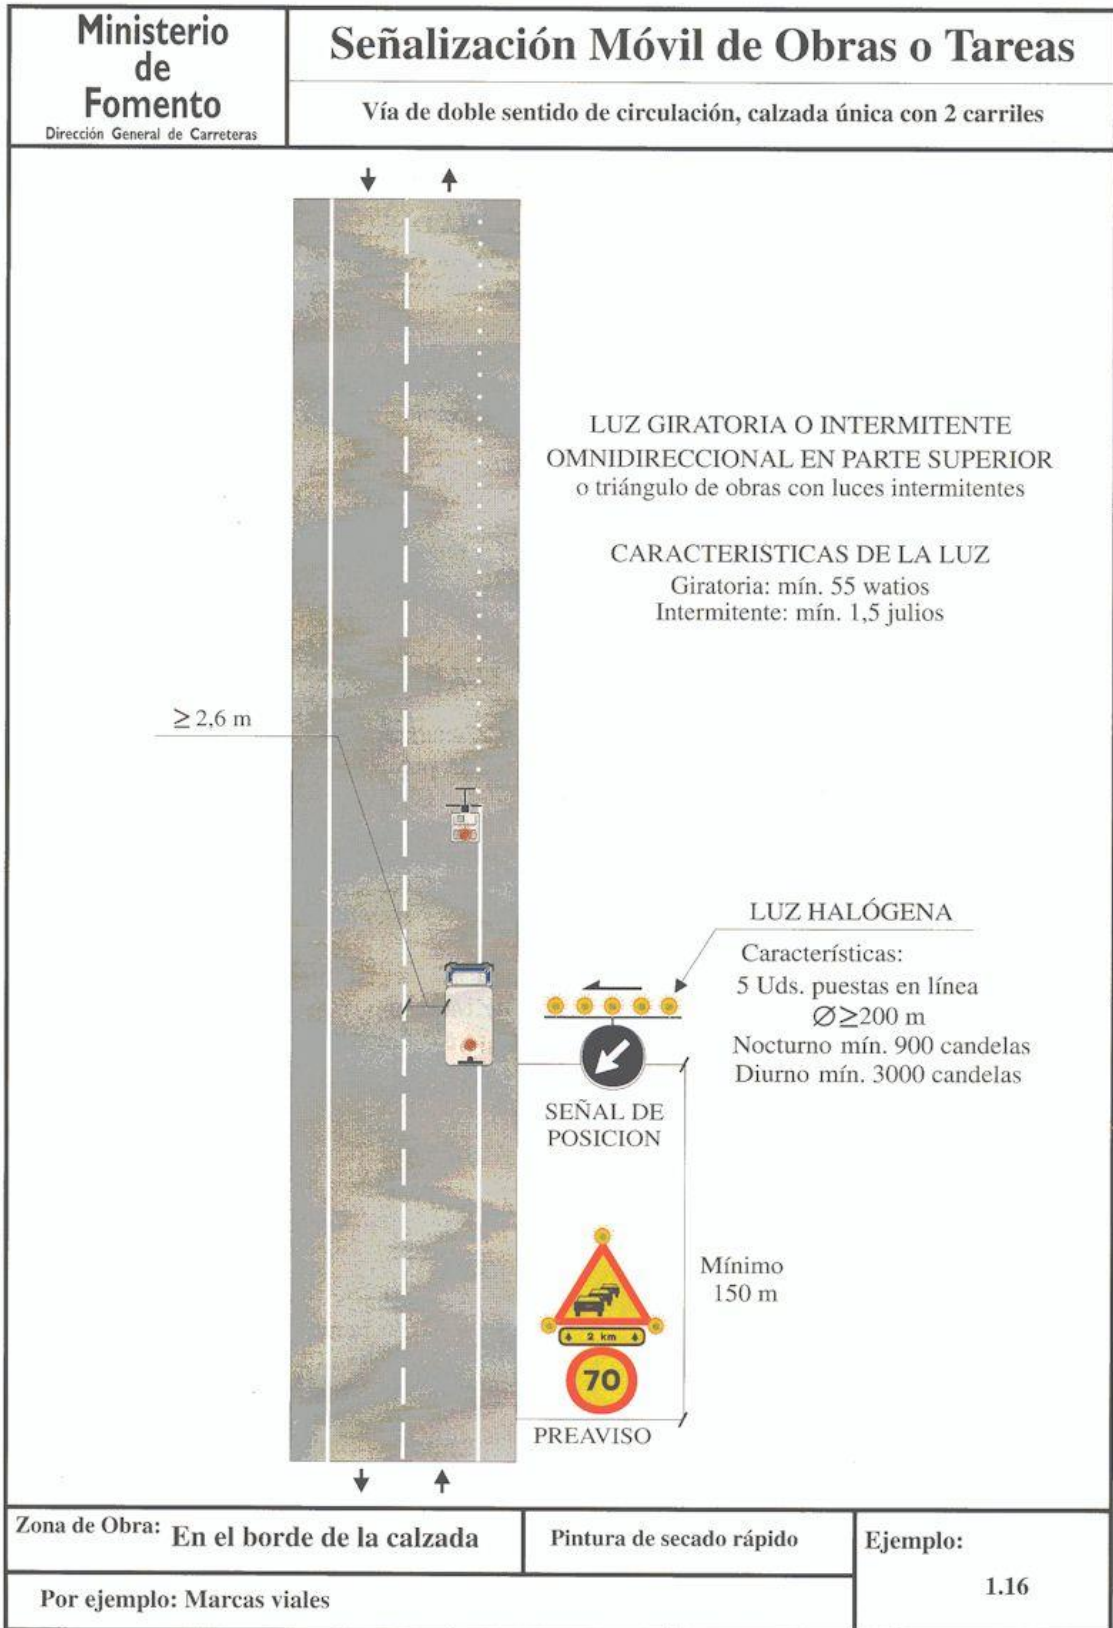 Ministerio
de
Fomento
Dirección General de Carreteras
Señalización Móvil de Obras o Tareas
Vía de doble sentido de circulación, calzada única con 2 carriles
LUZ GIRATORIA O INTERMITENTE
OMNIDIRECCIONAL EN PARTE SUPERIOR
o triángulo de obras con luces intermitentes
CARACTERISTICAS DE LA LUZ
Giratoria: mín. 55 watios
Intermitente: mín. 1,5 julios
≥ 2,6 m
LUZ HALÓGENA
Característícas:
5 Uds. puestas en línea
Ø≥200 m
Nocturno mín. 900 candelas
Diurno mín. 3000 candelas
SEÑAL DE
POSICION
Mínimo
150 m
2 km
70
PREAVISO
Zona de Obra: En el borde de la calzada
Pintura de secado rápido
Ejemplo:
1.16
Por ejemplo: Marcas viales